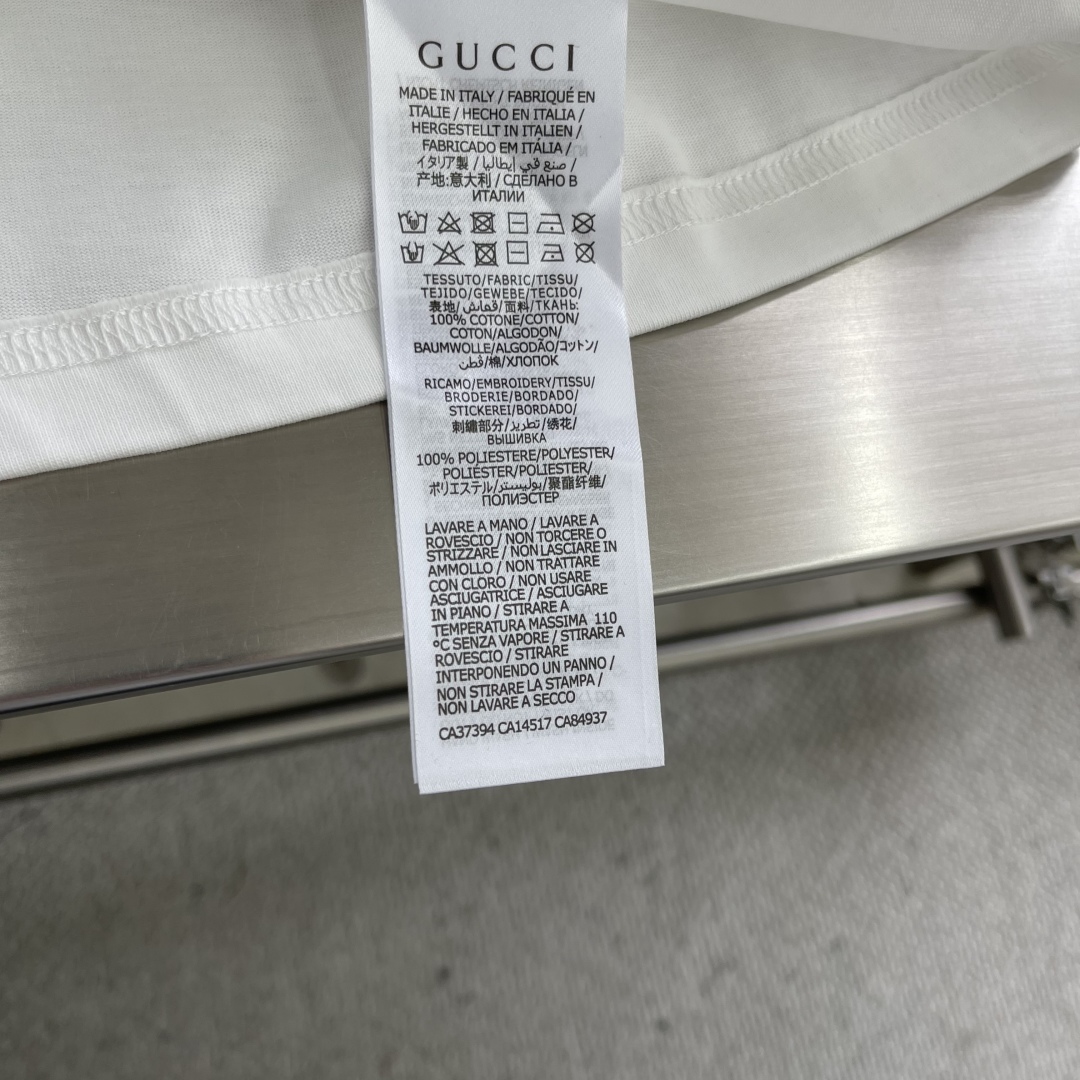 GUCCI
MADE IN ITALY / FABRIQUÉ EN
ITALIE / HECHO EN ITALIA /
HERGESTELLT IN ITALIEN /
FABRICADO EM ITÁLIA /
イタリア製 / صنع في إيطاليا /
产地:意大利 / СДЕЛАНО В
ИТАЛИИ
TESSUTO/FABRIC/TISSU/
TEJIDO/GEWEBE/TECIDO/
表地/قماش/面料/ТКАНЬ:
100% COTONE/COTTON/
COTON/ALGODON/
BAUMWOLLE/ALGODÃO/コットン/
قطن/棉/ХЛОПОК
RICAMO/EMBROIDERY/TISSU/
BRODERIE/BORDADO/
STICKEREI/BORDADO/
刺繍部分/تطريز/绣花/
ВЫШИВКА
100% POLIESTERE/POLYESTER/
POLIÉSTER/POLIESTER/
ポリエステル/بوليستر/聚酯纤维/
ПОЛИЭСТЕР
LAVARE A MANO / LAVARE A
ROVESCIO / NON TORCERE O
STRIZZARE / NON LASCIARE IN
AMMOLLO / NON TRATTARE
CON CLORO / NON USARE
ASCIUGATRICE / ASCIUGARE
IN PIANO / STIRARE A
TEMPERATURA MASSIMA 110
°C SENZA VAPORE / STIRARE A
ROVESCIO / STIRARE
INTERPONENDO UN PANNO /
NON STIRARE LA STAMPA /
NON LAVARE A SECCO
CA37394 CA14517 CA84937